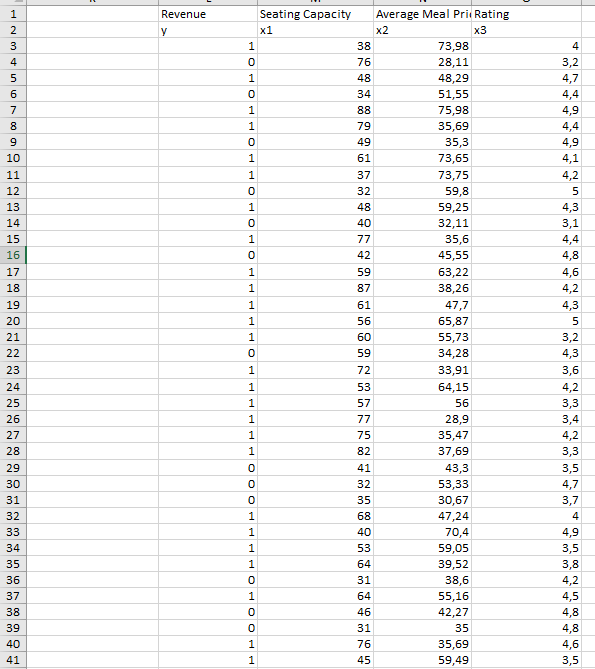 1 Revenue Seating Capacity Average Meal Pri Rating
2 y x1 x2 x3
3 1 38 73,98 4
4 0 76 28,11 3,2
5 1 48 48,29 4,7
6 0 34 51,55 4,4
7 1 88 75,98 4,9
8 1 79 35,69 4,4
9 0 49 35,3 4,9
10 1 61 73,65 4,1
11 1 37 73,75 4,2
12 0 32 59,8 5
13 1 48 59,25 4,3
14 0 40 32,11 3,1
15 1 77 35,6 4,4
16 0 42 45,55 4,8
17 1 59 63,22 4,6
18 1 87 38,26 4,2
19 1 61 47,7 4,3
20 1 56 65,87 5
21 1 60 55,73 3,2
22 0 59 34,28 4,3
23 1 72 33,91 3,6
24 1 53 64,15 4,2
25 1 57 56 3,3
26 1 77 28,9 3,4
27 1 75 35,47 4,2
28 1 82 37,69 3,3
29 0 41 43,3 3,5
30 0 32 53,33 4,7
31 0 35 30,67 3,7
32 1 68 47,24 4
33 1 40 70,4 4,9
34 1 53 59,05 3,5
35 1 64 39,52 3,8
36 0 31 38,6 4,2
37 1 64 55,16 4,5
38 0 46 42,27 4,8
39 0 31 35 4,8
40 1 76 35,69 4,6
41 1 45 59,49 3,5